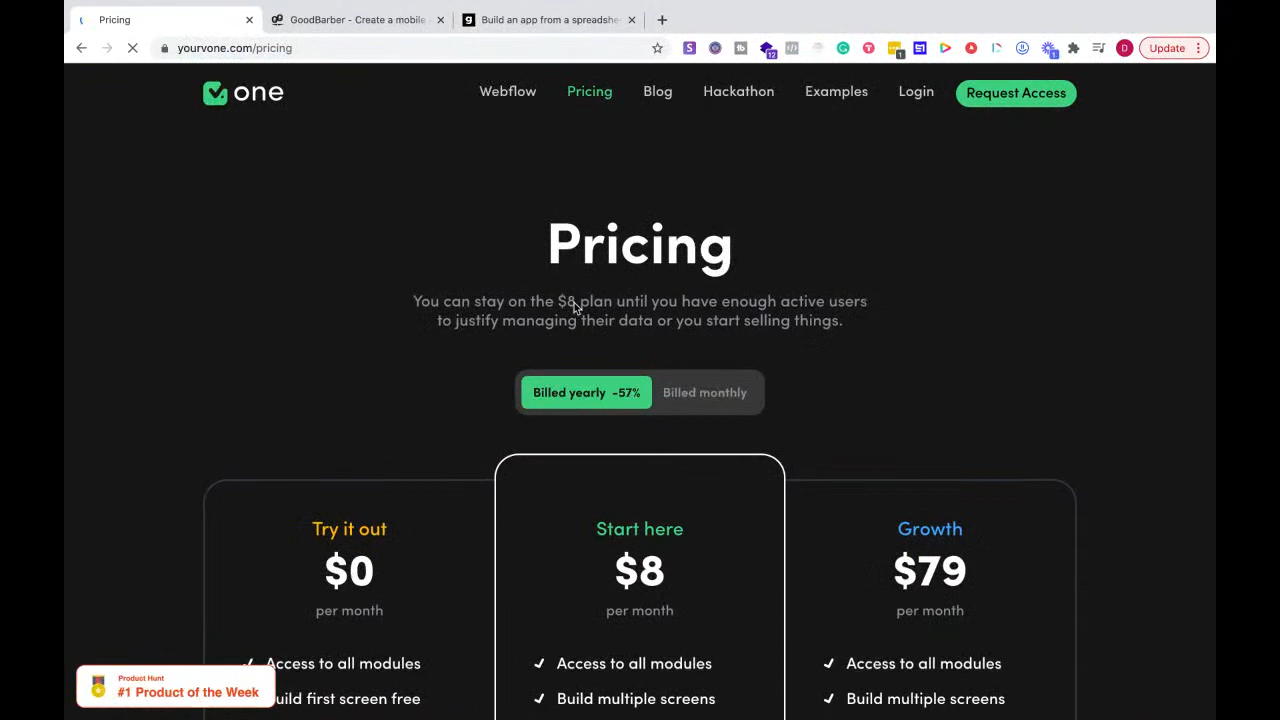 Pricing
GoodBarber - Create a mobile
Build an app from a spreadshe
yourvone.com/pricing
12
1
1
D
Update
one
Webflow
Pricing
Blog
Hackathon
Examples
Login
Request Access
Pricing
You can stay on the $8 plan until you have enough active users
to justify managing their data or you start selling things.
Billed yearly -57%
Billed monthly
Try it out
$0
per month
Access to all modules
Build first screen free
Start here
$8
per month
Access to all modules
Build multiple screens
Growth
$79
per month
Access to all modules
Build multiple screens
Product Hunt
#1 Product of the Week